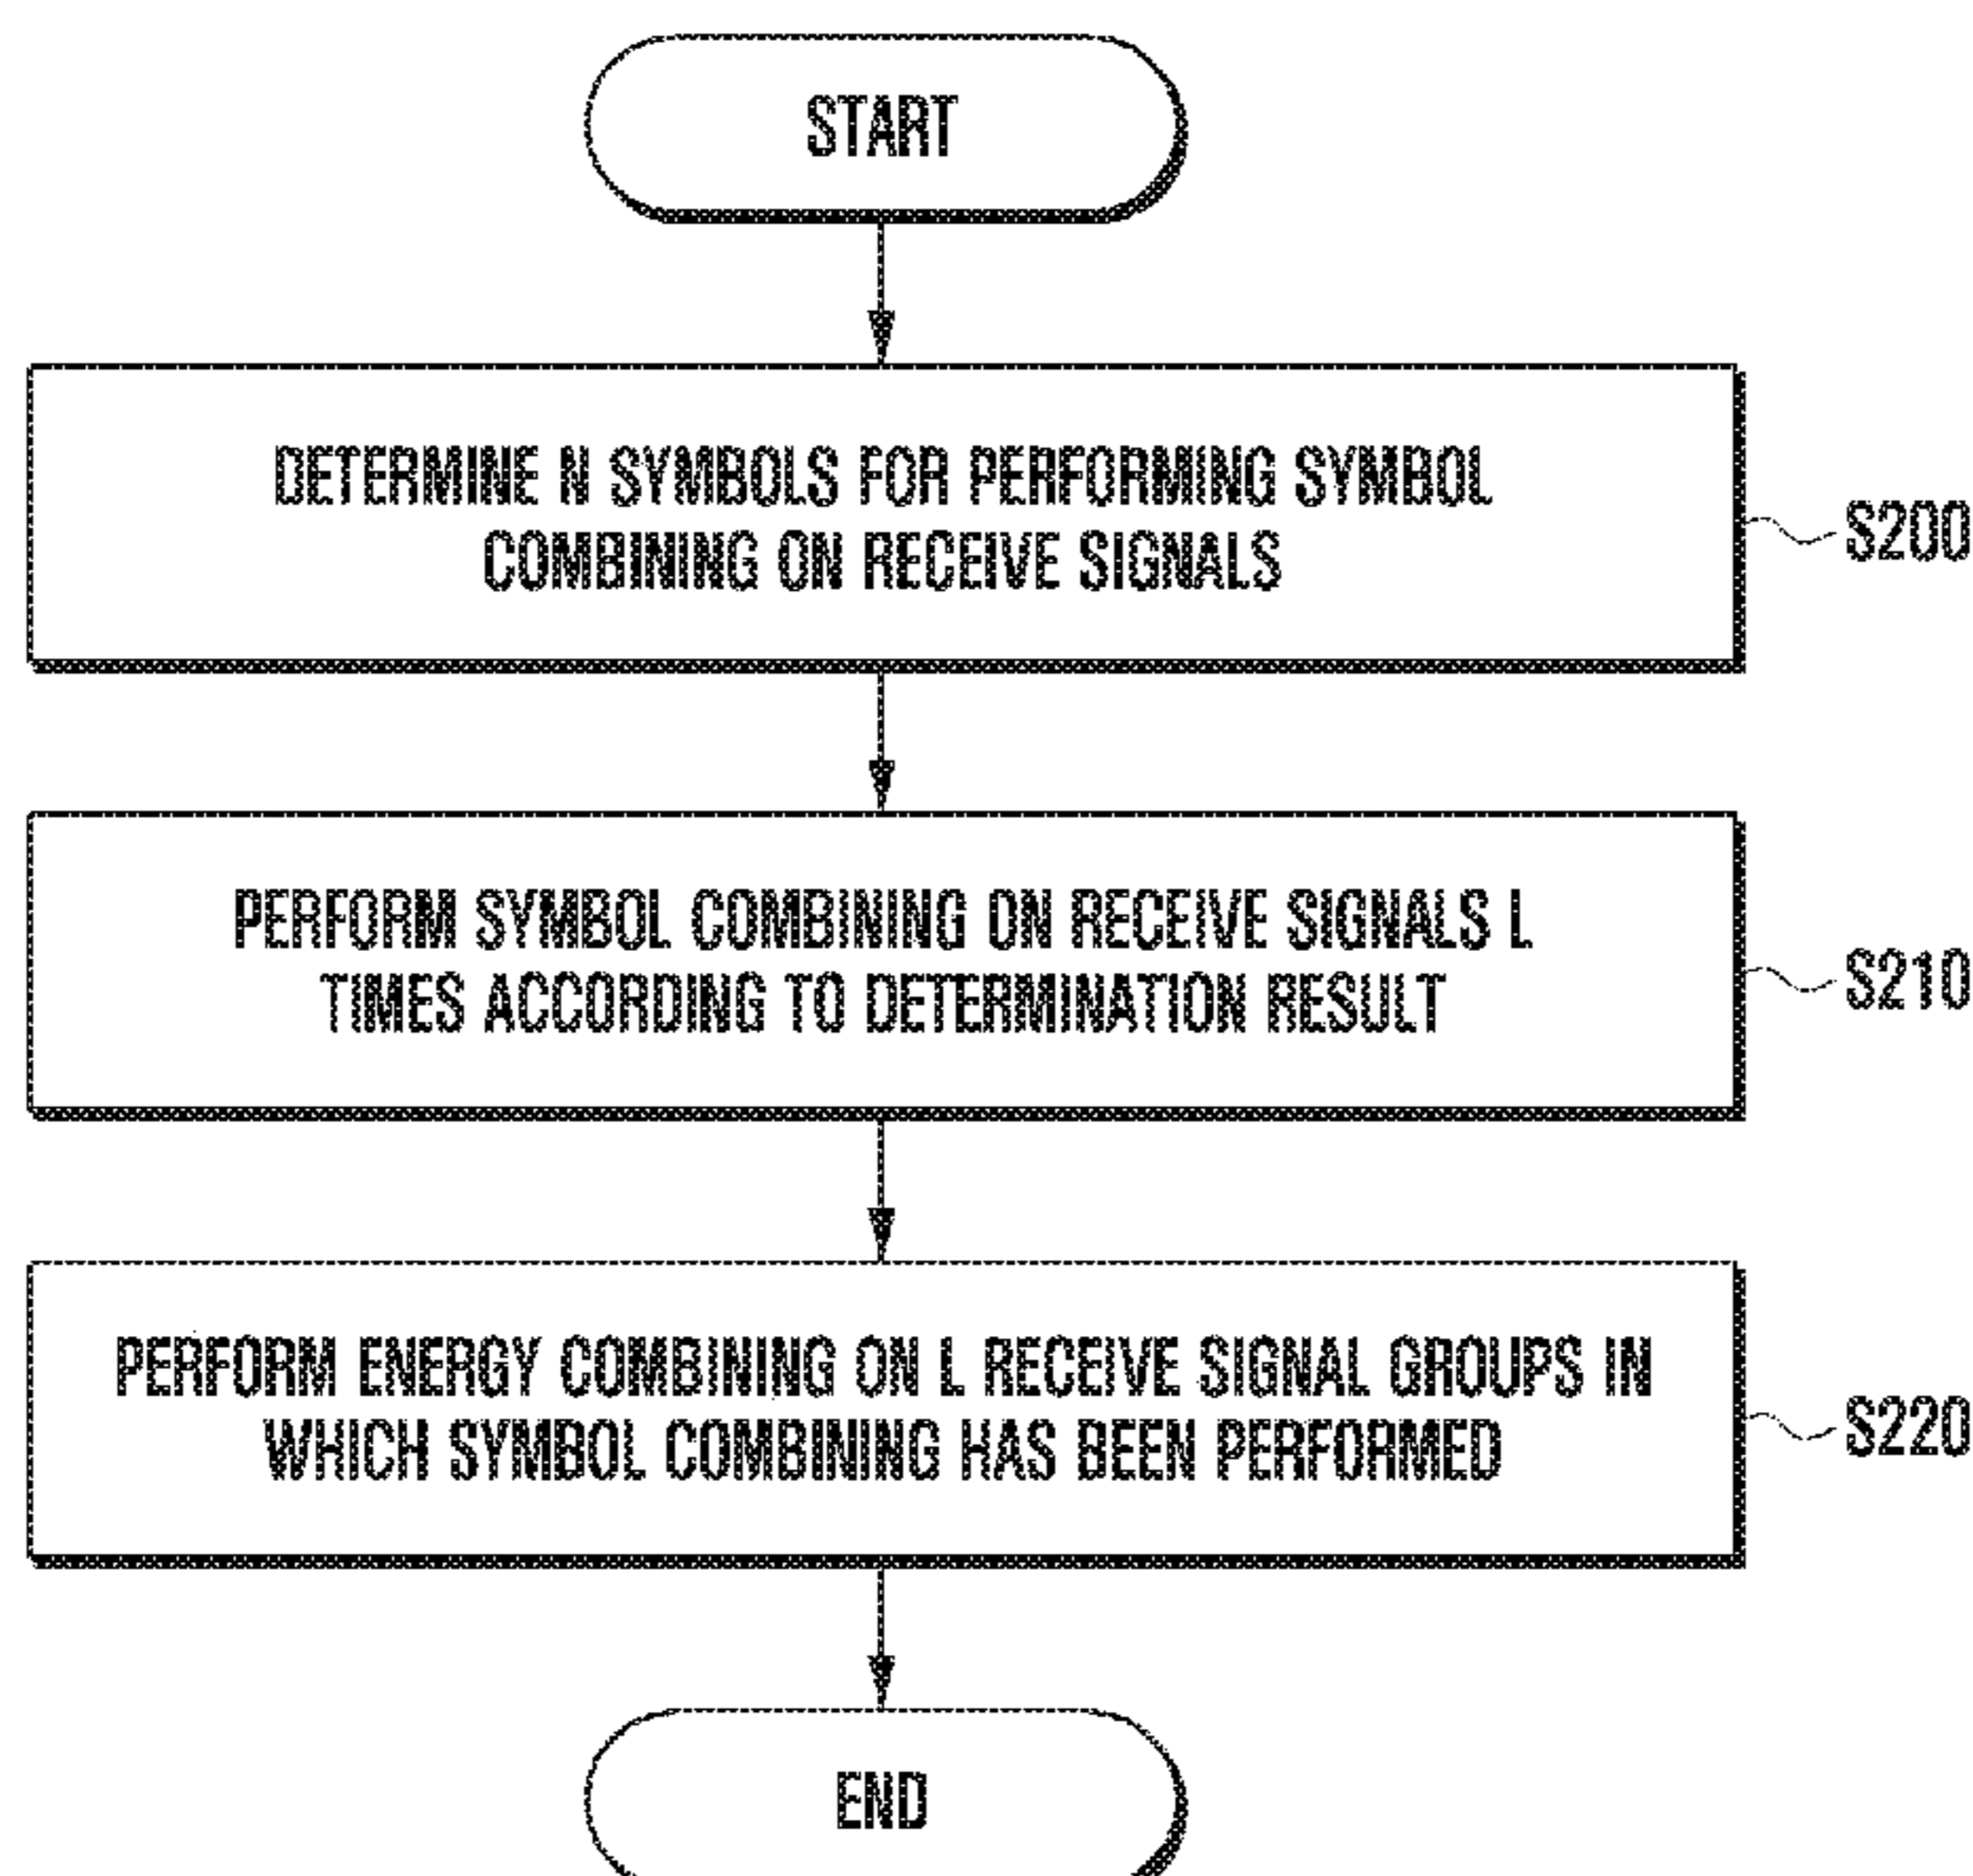 START
DETERMINE N SYMBOLS FOR PERFORMING SYMBOL
COMBINING ON RECEIVE SIGNALS
S200
PERFORM SYMBOL COMBINING ON RECEIVE SIGNALS L
TIMES ACCORDING TO DETERMINATION RESULT
S210
PERFORM ENERGY COMBINING ON L RECEIVE SIGNAL GROUPS IN
WHICH SYMBOL COMBINING HAS BEEN PERFORMED
S220
END